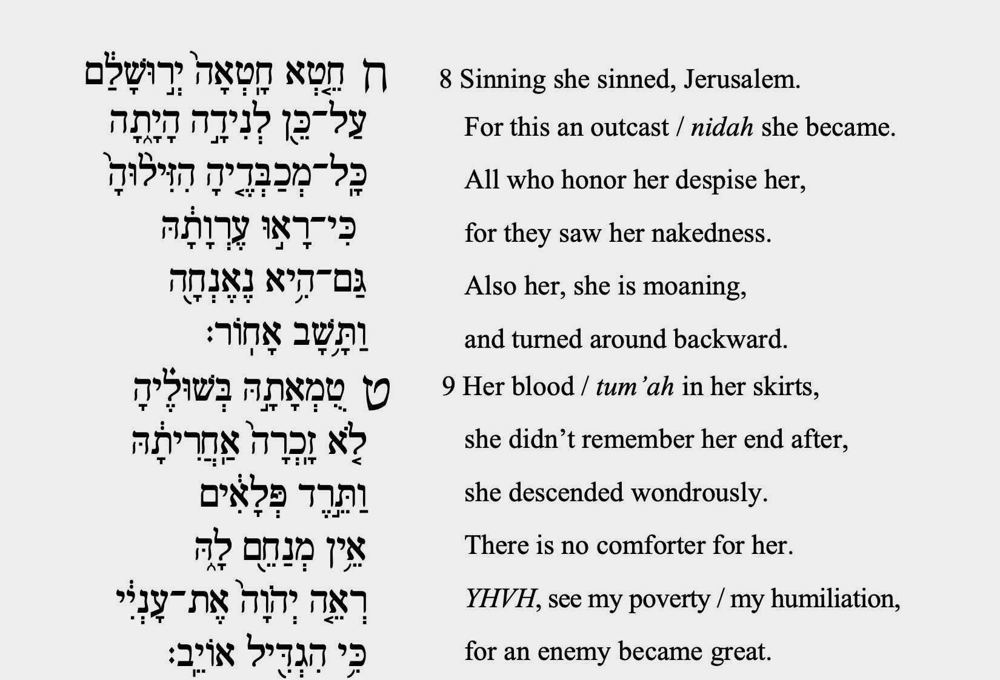 ח חֵ֤טְא חָֽטְאָה֙ יְר֣וּשָׁלִַ֔ם
8 Sinning she sinned, Jerusalem.
עַל־כֵּ֖ן לְנִידָ֣ה הָיָ֑תָה
For this an outcast / nidah she became.
כׇּֽל־מְכַבְּדֶ֤יהָ הִזִּיל֙וּהָ֙
All who honor her despise her,
כִּי־רָא֣וּ עֶרְוָתָ֔הּ
for they saw her nakedness.
גַּם־הִ֥יא נֶאֶנְחָ֖ה
Also her, she is moaning,
וַתָּ֥שׇׁב אָחֽוֹר׃
and turned around backward.
ט טֻמְאָתָ֣הּ בְּשׁוּלֶ֗יהָ
9 Her blood / tum’ah in her skirts,
לֹ֤א זָֽכְרָה֙ אַֽחֲרִיתָ֔הּ
she didn’t remember her end after,
וַתֵּ֣רֶד פְּלָאִ֔ים
she descended wondrously.
אֵ֥ין מְנַחֵ֖ם לָ֑הּ
There is no comforter for her.
רְאֵ֤ה יְהֹוָה֙ אֶת־עׇנְיִ֔י
YHVH, see my poverty / my humiliation,
כִּ֥י הִגְדִּ֖יל אוֹיֵֽב׃
for an enemy became great.